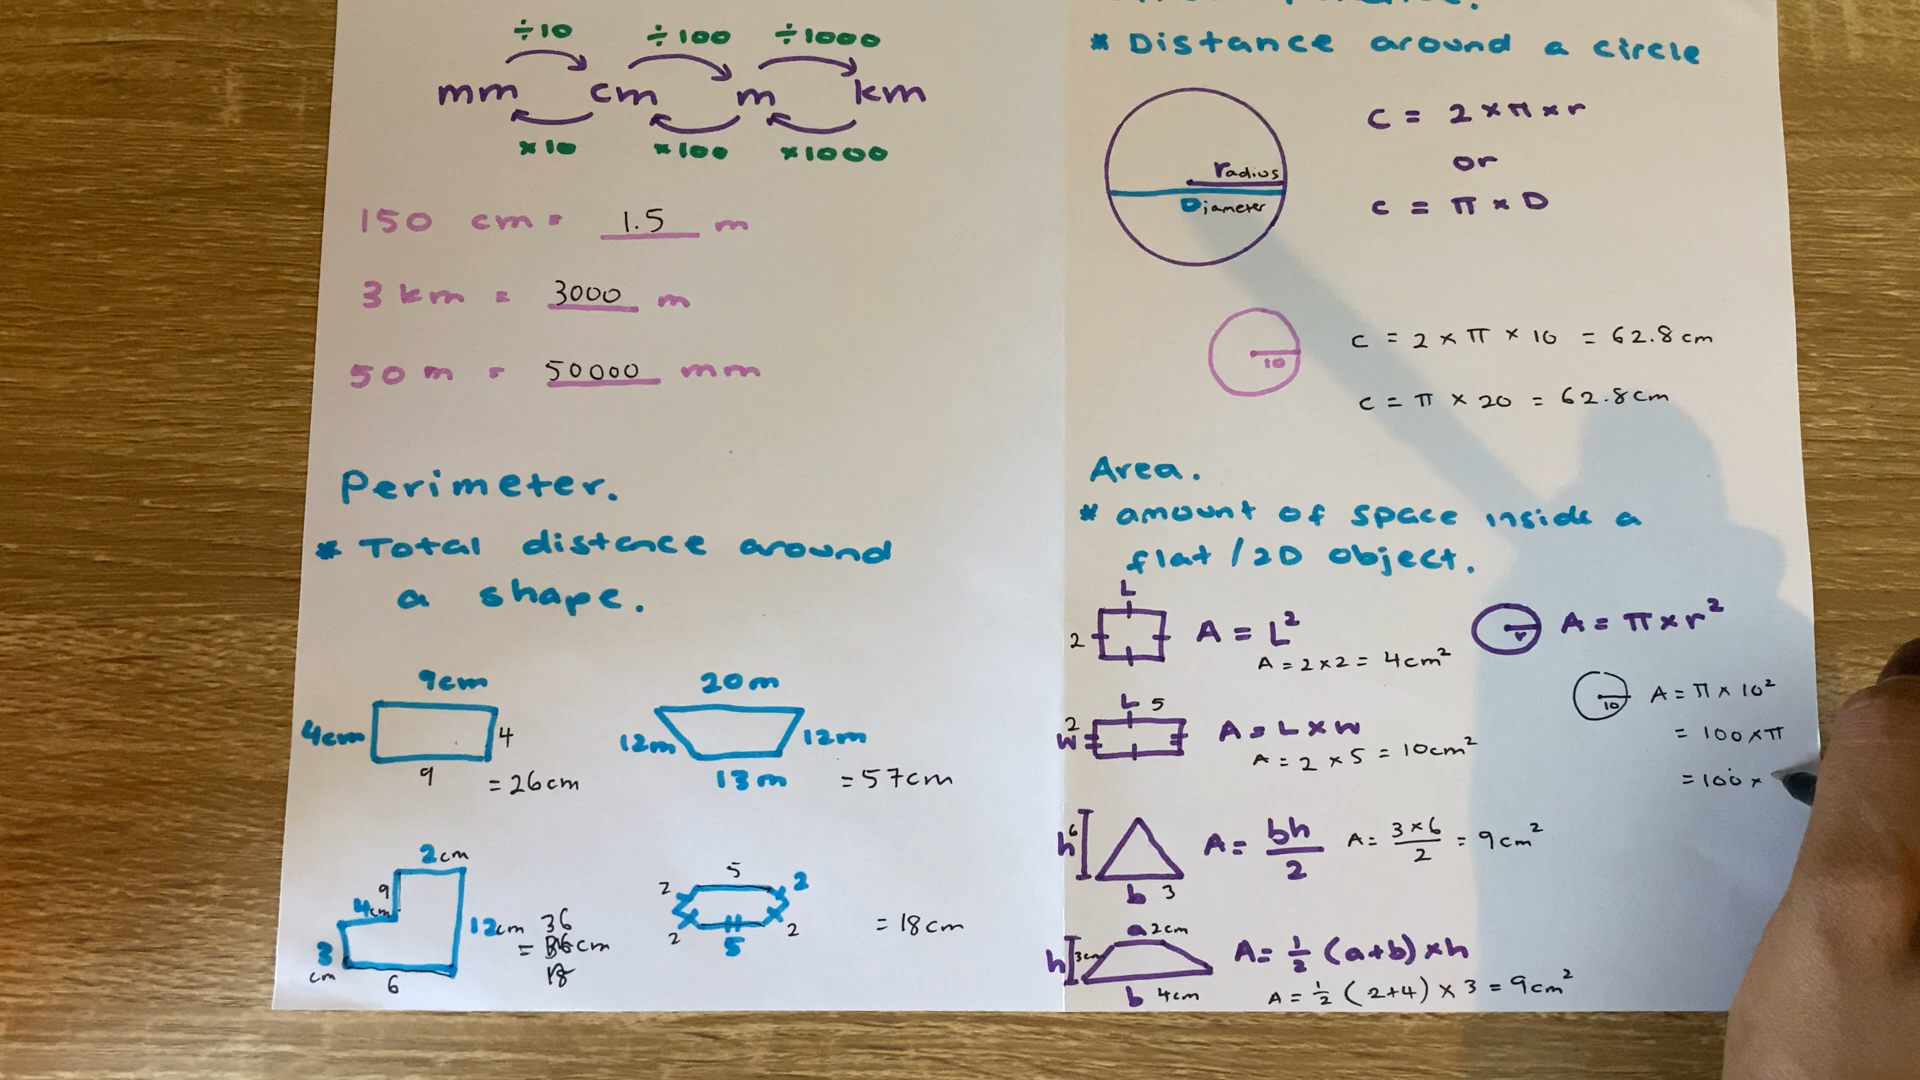 ÷10 ÷100 ÷1000
mm cm m km
×10 ×100 ×1000
150 cm = 1.5 m
3 km = 3000 m
50 m = 50000 mm
Perimeter.
* Total distance around
a shape.
9cm
4cm 4
9
= 26cm
20m
12m 12m
13m
= 57cm
2cm
9
4cm
12cm
3
cm
6
36
= cm
18
5
2 2
2 2
5
= 18cm
* Distance around a circle
radius
Diameter
C = 2 × π × r
or
C = π × D
10
C = 2 × π × 10 = 62.8cm
C = π × 20 = 62.8cm
Area.
* amount of space inside a
flat / 2D object.
L
2
A = L²
A = 2×2 = 4cm²
L 5
2
W
A = L × W
A = 2 × 5 = 10cm²
6
h
b 3
A = bh/2
A = 3×6/2 = 9cm²
a 2cm
h 3cm
b 4cm
A = ½ (a+b) × h
A = ½ (2+4) × 3 = 9cm²
r
A = π × r²
10
A = π × 10²
= 100 × π
= 100 ×